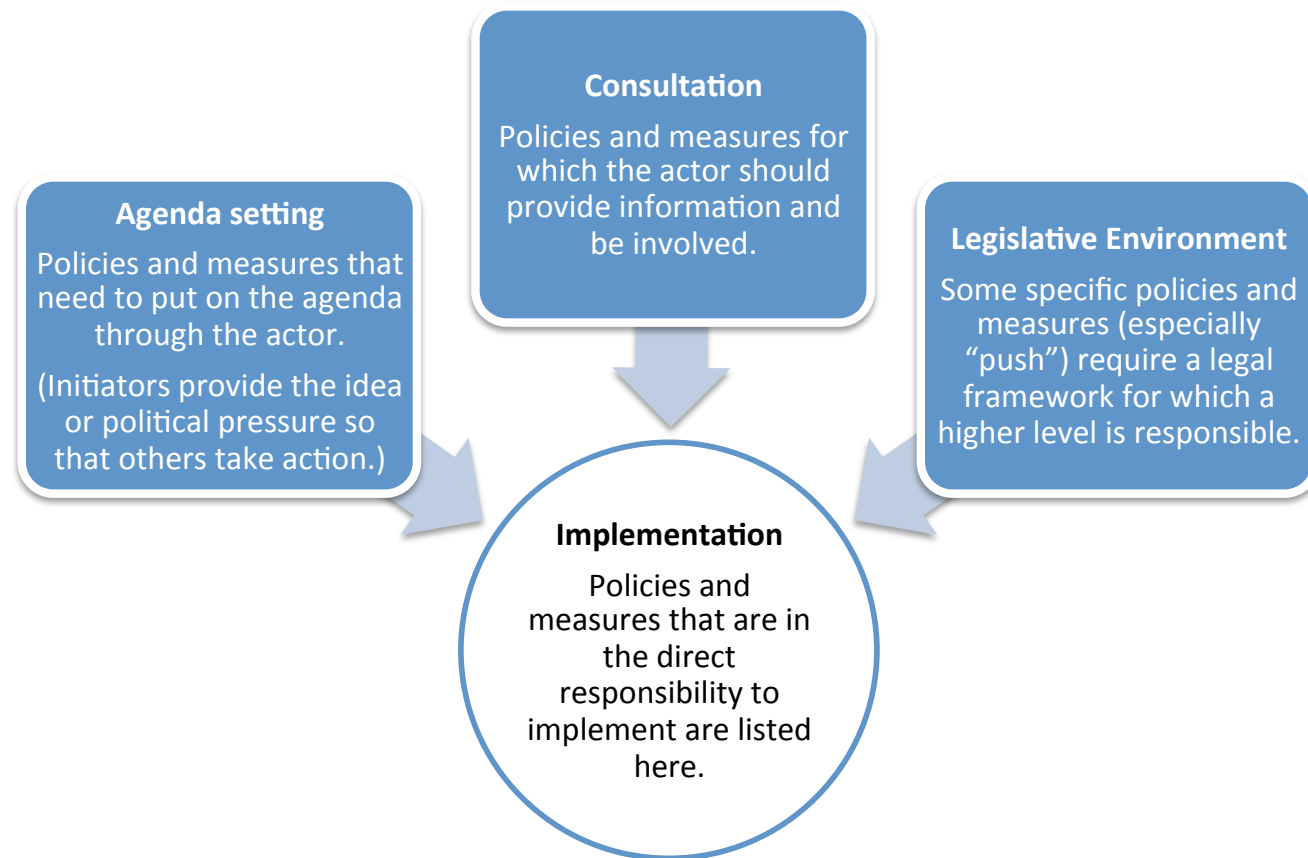 Consultation
Policies and measures for
which the actor should
provide information and
be involved.
Agenda setting
Policies and measures that
need to put on the agenda
through the actor.
(Initiators provide the idea
or political pressure so
that others take action.)
Legislative Environment
Some specific policies and
measures (especially
“push”) require a legal
framework for which a
higher level is responsible.
Implementation
Policies and
measures that are in
the direct
responsibility to
implement are listed
here.